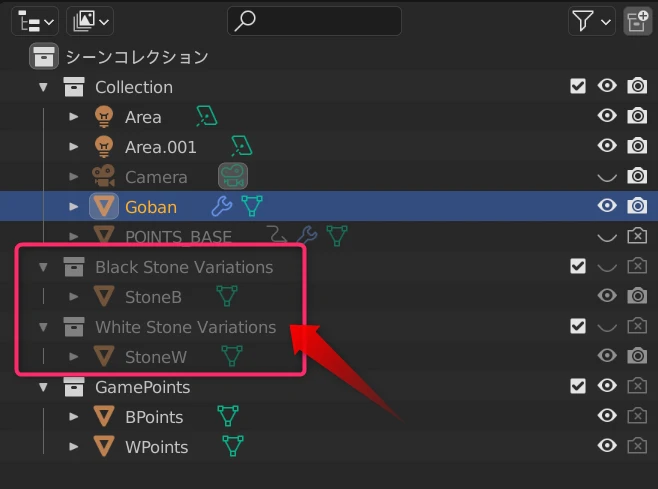 シーンコレクション
Collection
Area
Area.001
Camera
Goban
POINTS_BASE
Black Stone Variations
StoneB
White Stone Variations
StoneW
GamePoints
BPoints
WPoints